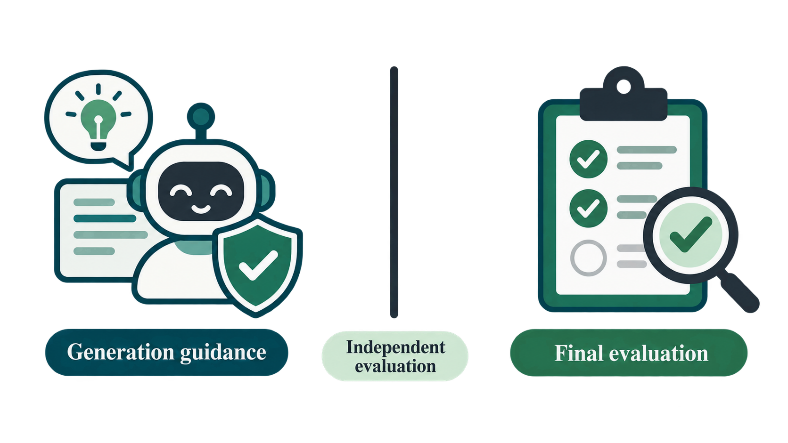 Generation guidance
Independent
evaluation
Final evaluation